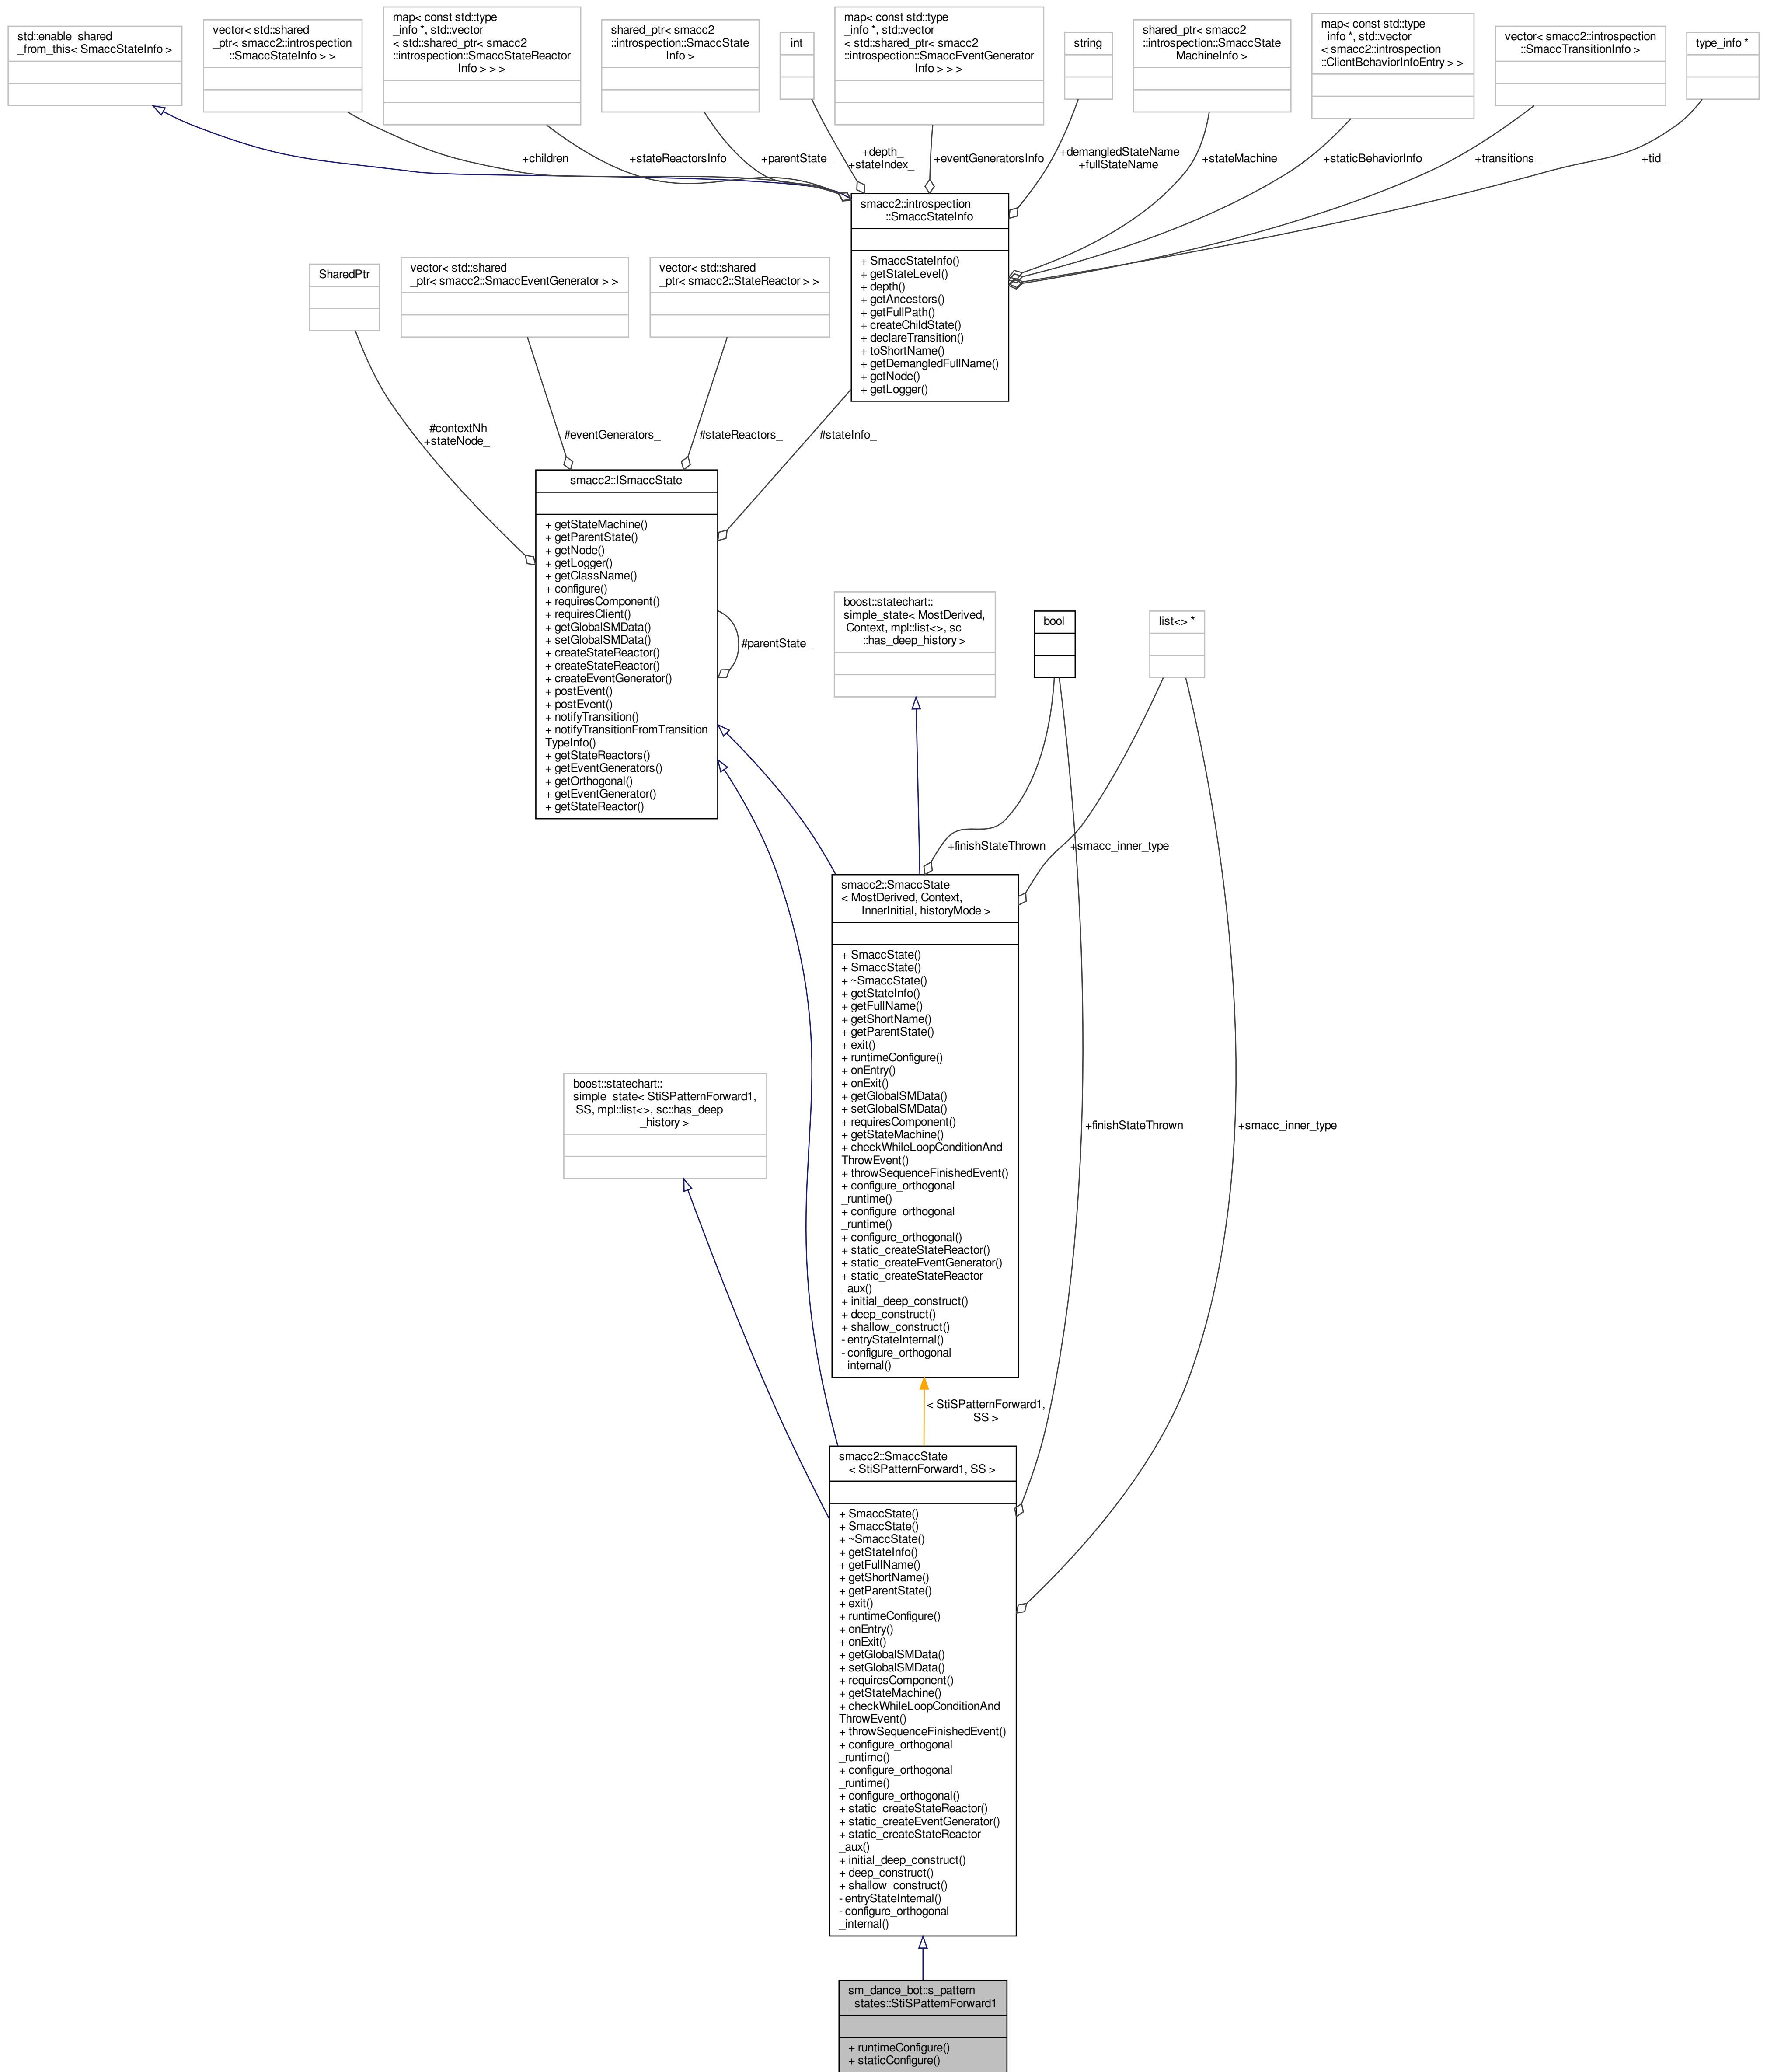 std::enable_shared
_from_this< SmaccStateInfo >
vector< std::shared
_ptr< smacc2::introspection
::SmaccStateInfo > >
map< const std::type
_info *, std::vector
< std::shared_ptr< smacc2
::introspection::SmaccStateReactor
Info > > >
shared_ptr< smacc2
::introspection::SmaccState
Info >
int
map< const std::type
_info *, std::vector
< std::shared_ptr< smacc2
::introspection::SmaccEventGenerator
Info > > >
string
shared_ptr< smacc2
::introspection::SmaccState
MachineInfo >
map< const std::type
_info *, std::vector
< smacc2::introspection
::ClientBehaviorInfoEntry > >
vector< smacc2::introspection
::SmaccTransitionInfo >
type_info *
+children_
+stateReactorsInfo
+parentState_
+depth_
+stateIndex_
+eventGeneratorsInfo
+demangledStateName
+fullStateName
+stateMachine_
+staticBehaviorInfo
+transitions_
+tid_
smacc2::introspection
::SmaccStateInfo
+ SmaccStateInfo()
+ getStateLevel()
+ depth()
+ getAncestors()
+ getFullPath()
+ createChildState()
+ declareTransition()
+ toShortName()
+ getDemangledFullName()
+ getNode()
+ getLogger()
SharedPtr
vector< std::shared
_ptr< smacc2::SmaccEventGenerator > >
vector< std::shared
_ptr< smacc2::StateReactor > >
#contextNh
+stateNode_
#eventGenerators_
#stateReactors_
#stateInfo_
smacc2::ISmaccState
+ getStateMachine()
+ getParentState()
+ getNode()
+ getLogger()
+ getClassName()
+ configure()
+ requiresComponent()
+ requiresClient()
+ getGlobalSMData()
+ setGlobalSMData()
+ createStateReactor()
+ createStateReactor()
+ createEventGenerator()
+ postEvent()
+ postEvent()
+ notifyTransition()
+ notifyTransitionFromTransition
TypeInfo()
+ getStateReactors()
+ getEventGenerators()
+ getOrthogonal()
+ getEventGenerator()
+ getStateReactor()
#parentState_
boost::statechart::
simple_state< MostDerived,
Context, mpl::list<>, sc
::has_deep_history >
bool
list<> *
+finishStateThrown
+smacc_inner_type
smacc2::SmaccState
< MostDerived, Context,
InnerInitial, historyMode >
+ SmaccState()
+ SmaccState()
+ ~SmaccState()
+ getStateInfo()
+ getFullName()
+ getShortName()
+ getParentState()
+ exit()
+ runtimeConfigure()
+ onEntry()
+ onExit()
+ getGlobalSMData()
+ setGlobalSMData()
+ requiresComponent()
+ getStateMachine()
+ checkWhileLoopConditionAnd
ThrowEvent()
+ throwSequenceFinishedEvent()
+ configure_orthogonal
_runtime()
+ configure_orthogonal
_runtime()
+ configure_orthogonal()
+ static_createStateReactor()
+ static_createEventGenerator()
+ static_createStateReactor
_aux()
+ initial_deep_construct()
+ deep_construct()
+ shallow_construct()
- entryStateInternal()
- configure_orthogonal
_internal()
boost::statechart::
simple_state< StiSPatternForward1,
SS, mpl::list<>, sc::has_deep
_history >
+finishStateThrown
+smacc_inner_type
< StiSPatternForward1,
SS >
smacc2::SmaccState
< StiSPatternForward1, SS >
+ SmaccState()
+ SmaccState()
+ ~SmaccState()
+ getStateInfo()
+ getFullName()
+ getShortName()
+ getParentState()
+ exit()
+ runtimeConfigure()
+ onEntry()
+ onExit()
+ getGlobalSMData()
+ setGlobalSMData()
+ requiresComponent()
+ getStateMachine()
+ checkWhileLoopConditionAnd
ThrowEvent()
+ throwSequenceFinishedEvent()
+ configure_orthogonal
_runtime()
+ configure_orthogonal
_runtime()
+ configure_orthogonal()
+ static_createStateReactor()
+ static_createEventGenerator()
+ static_createStateReactor
_aux()
+ initial_deep_construct()
+ deep_construct()
+ shallow_construct()
- entryStateInternal()
- configure_orthogonal
_internal()
sm_dance_bot::s_pattern
_states::StiSPatternForward1
+ runtimeConfigure()
+ staticConfigure()